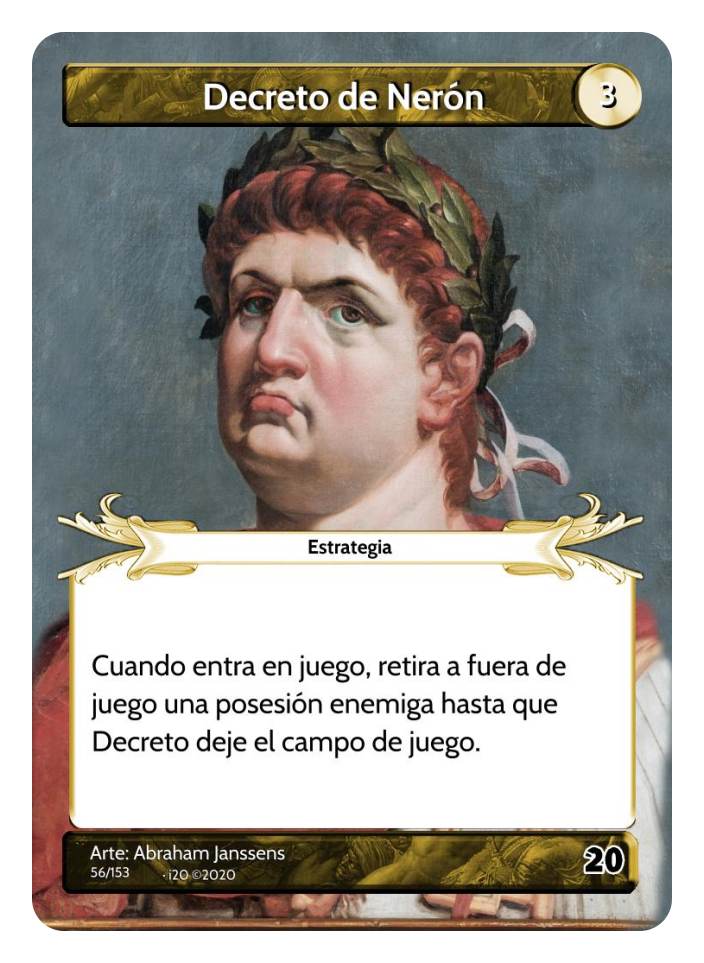 Decreto de Nerón
3
Estrategia
Cuando entra en juego, retira a fuera de
juego una posesión enemiga hasta que
Decreto deje el campo de juego.
Arte: Abraham Janssens
56/153 · i20 ©2020
20